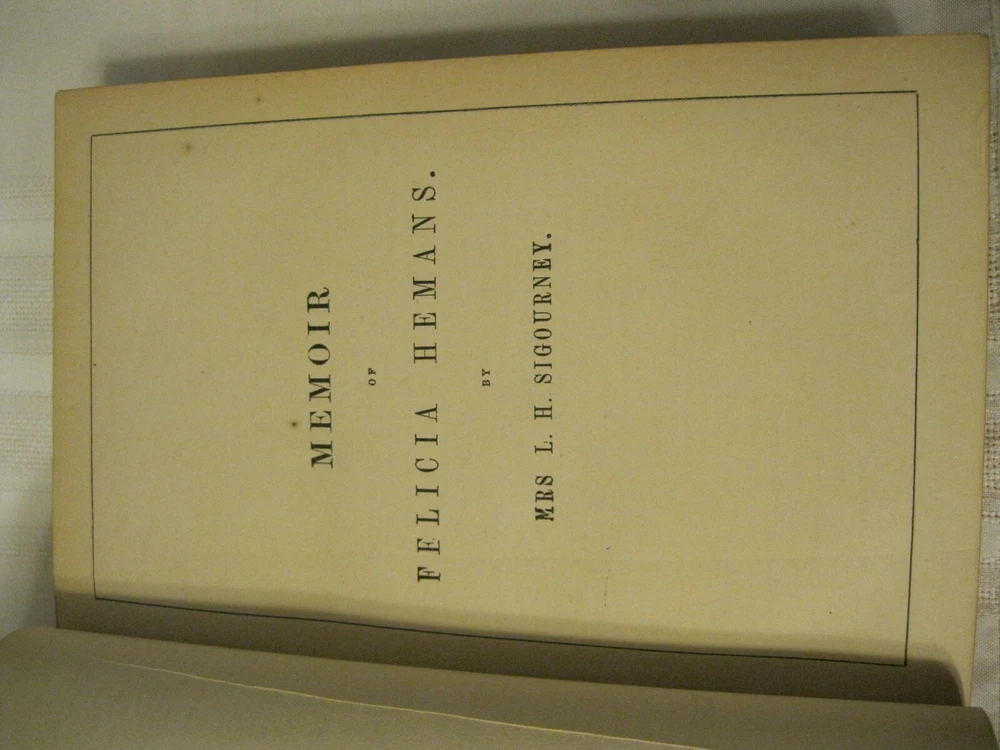 MEMOIR
OF
FELICIA HEMANS.
BY
MRS L. H. SIGOURNEY.